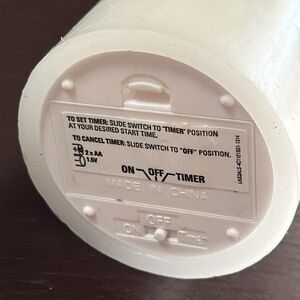 TO SET TIMER: SLIDE SWITCH TO "TIMER" POSITION
AT YOUR DESIRED START TIME.
TO CANCEL TIMER: SLIDE SWITCH TO "OFF" POSITION.
2 x AA
1.5V
ON OFF TIMER
MADE IN CHINA
OFF
ON Timer